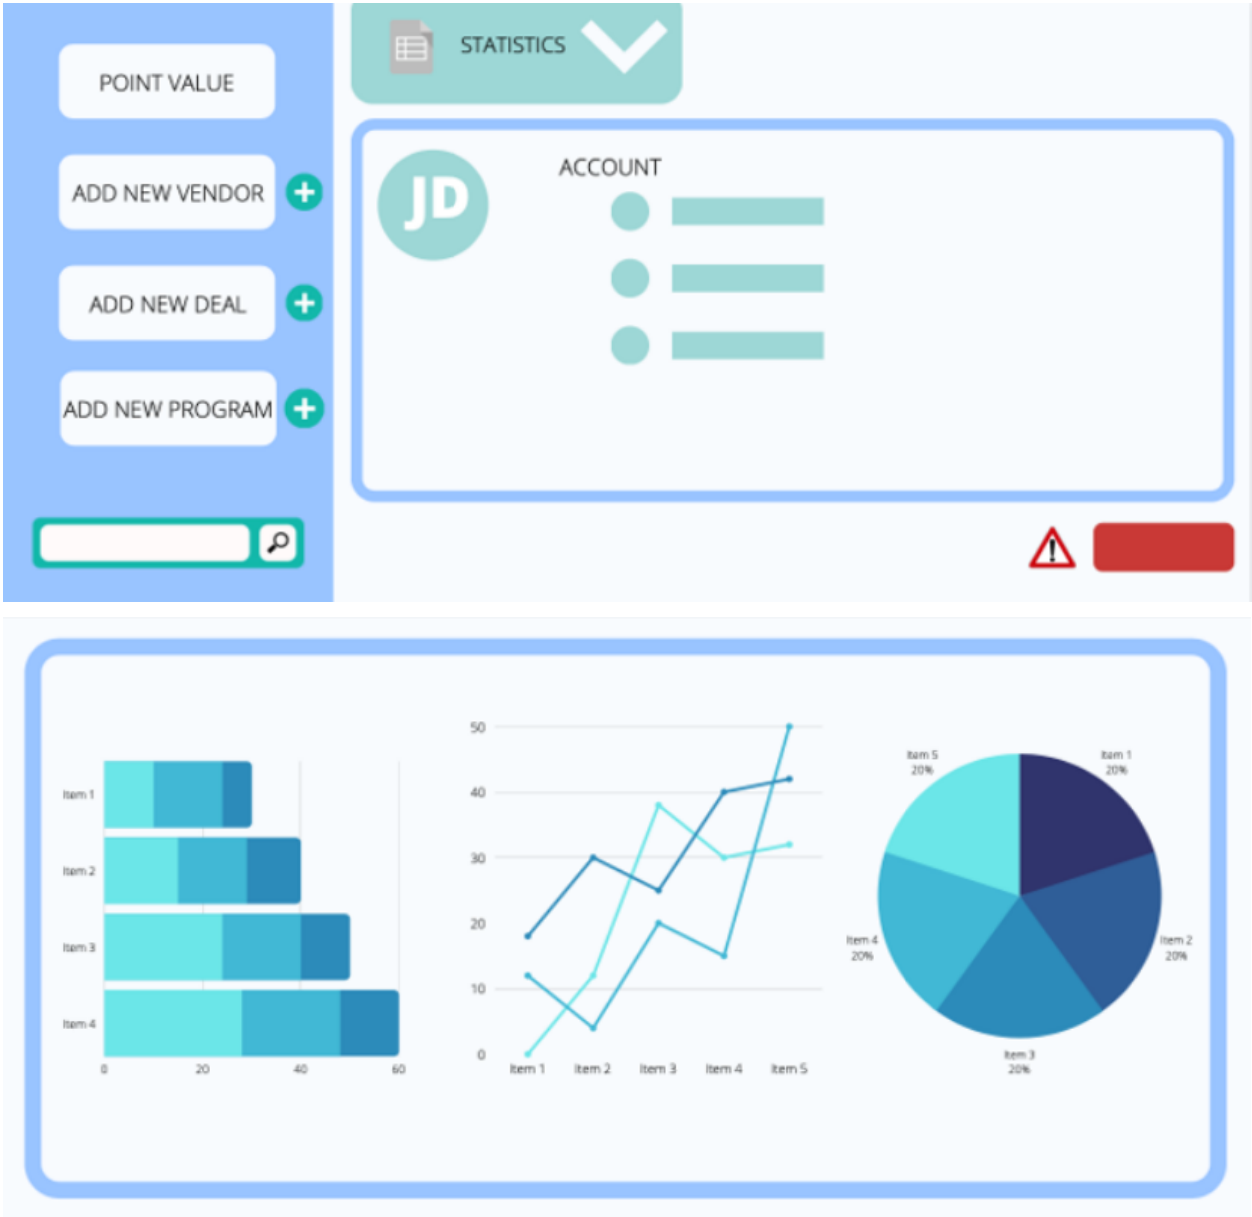 STATISTICS
POINT VALUE
ADD NEW VENDOR
ADD NEW DEAL
ADD NEW PROGRAM
JD
ACCOUNT
Item 1
Item 2
Item 3
Item 4
0 20 40 60
50
40
30
20
10
0
Item 1 Item 2 Item 3 Item 4 Item 5
Item 5
20%
Item 1
20%
Item 4
20%
Item 2
20%
Item 3
20%